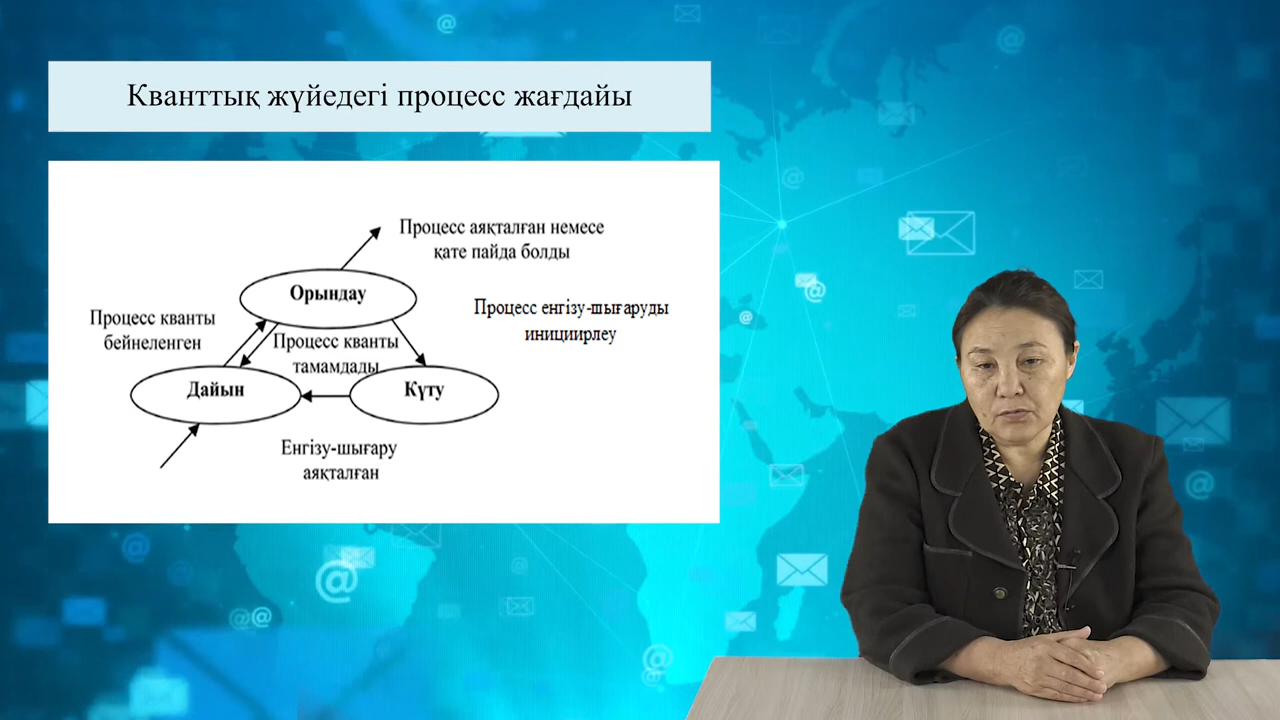 Кванттық жүйедегі процесс жағдайы
Процесс аяқталған немесе
қате пайда болды
Орындау
Процесс енгізу-шығаруды
инициирлеу
Процесс кванты
бейнеленген
Процесс кванты
тамамдады
Дайын
Күту
Енгізу-шығару
аяқталған